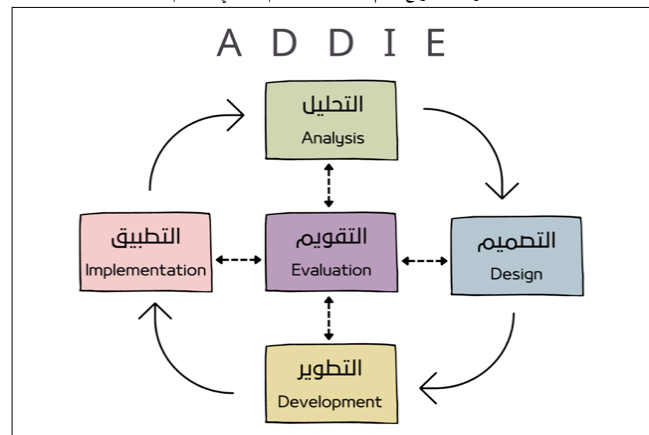 A D D I E
التحليل
Analysis
التطبيق
Implementation
التقويم
Evaluation
التصميم
Design
التطوير
Development